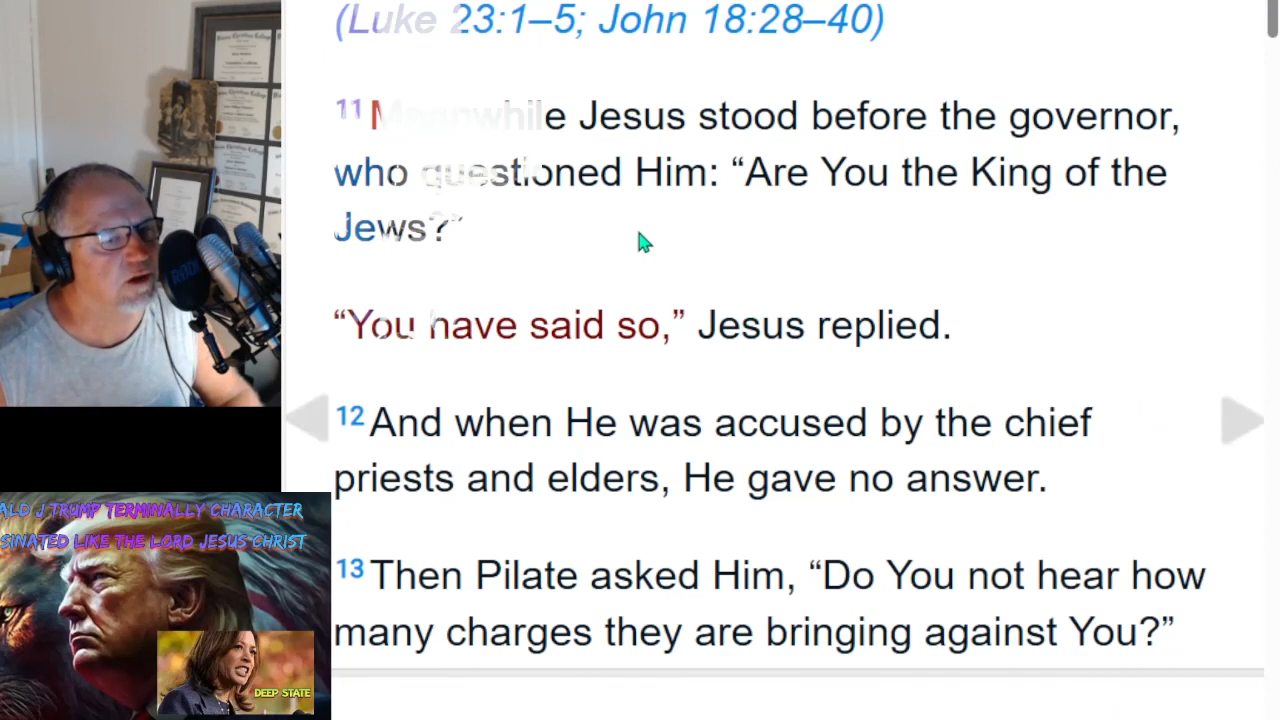 (Luke 23:1–5; John 18:28–40)
11 Meanwhile Jesus stood before the governor,
who questioned Him: “Are You the King of the
Jews?”
“You have said so,” Jesus replied.
12 And when He was accused by the chief
priests and elders, He gave no answer.
13 Then Pilate asked Him, “Do You not hear how
many charges they are bringing against You?”
ALD J TRUMP TERMINALLY CHARACTER
SINATED LIKE THE LORD JESUS CHRIST
DEEP STATE